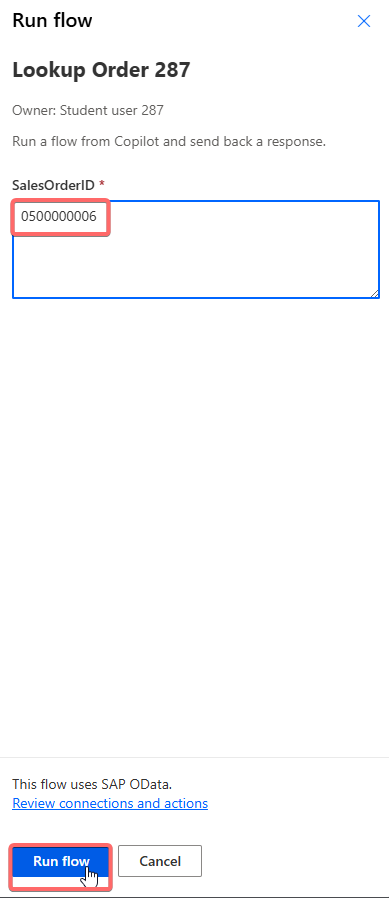 Run flow
Lookup Order 287
Owner: Student user 287
Run a flow from Copilot and send back a response.
SalesOrderID *
0500000006
This flow uses SAP OData.
Review connections and actions
Run flow
Cancel